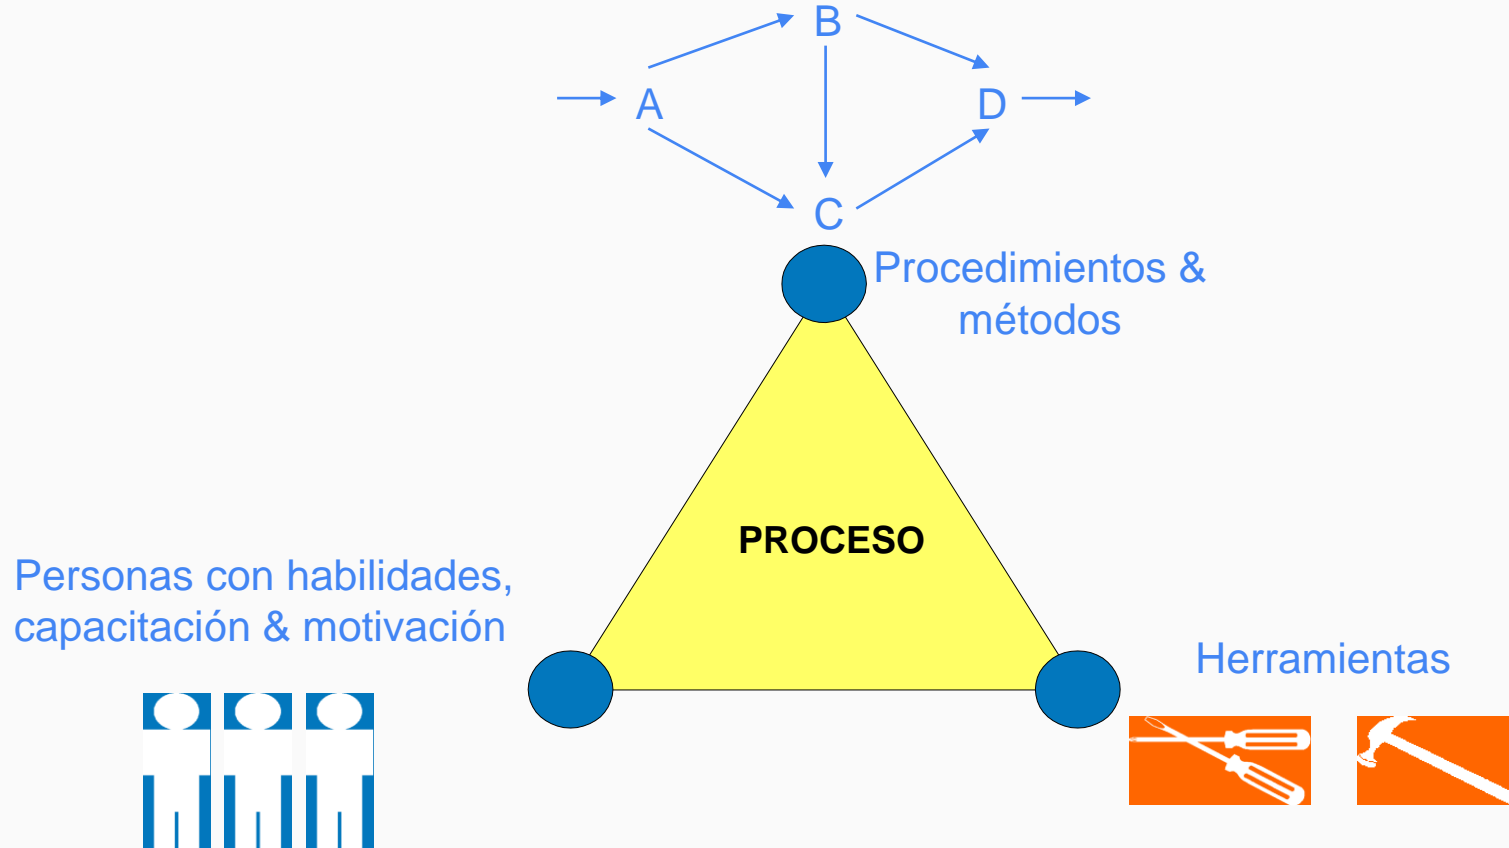 B
A
D
C
Procedimientos &
métodos
PROCESO
Personas con habilidades,
capacitación & motivación
Herramientas